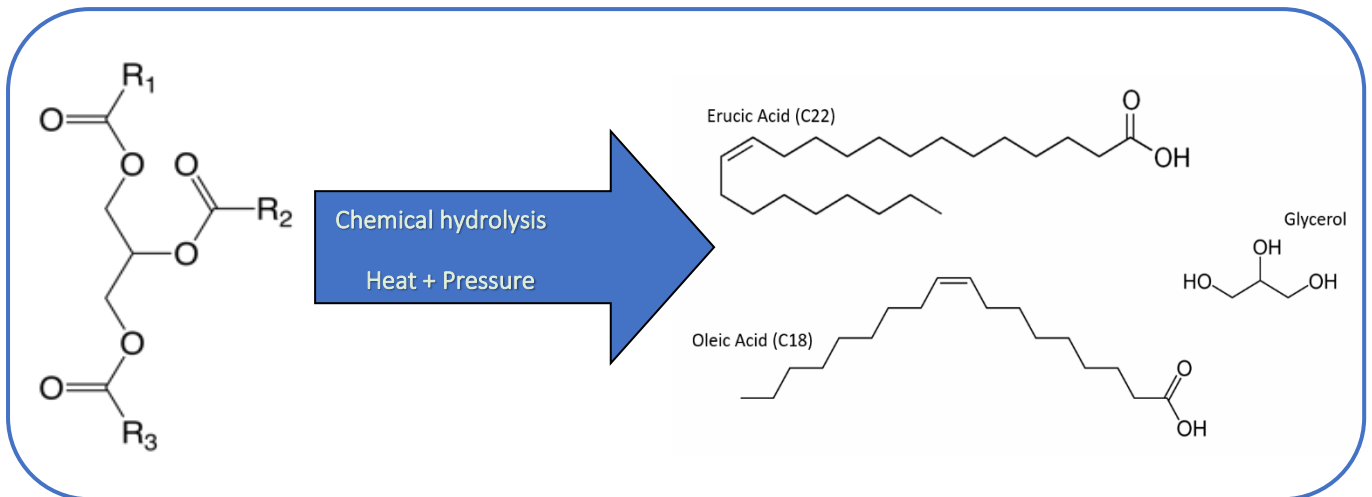 R1
O
O
O
R2
O
O
O
R3
Chemical hydrolysis
Heat + Pressure
Erucic Acid (C22)
O
OH
Glycerol
OH
HO
OH
Oleic Acid (C18)
O
OH